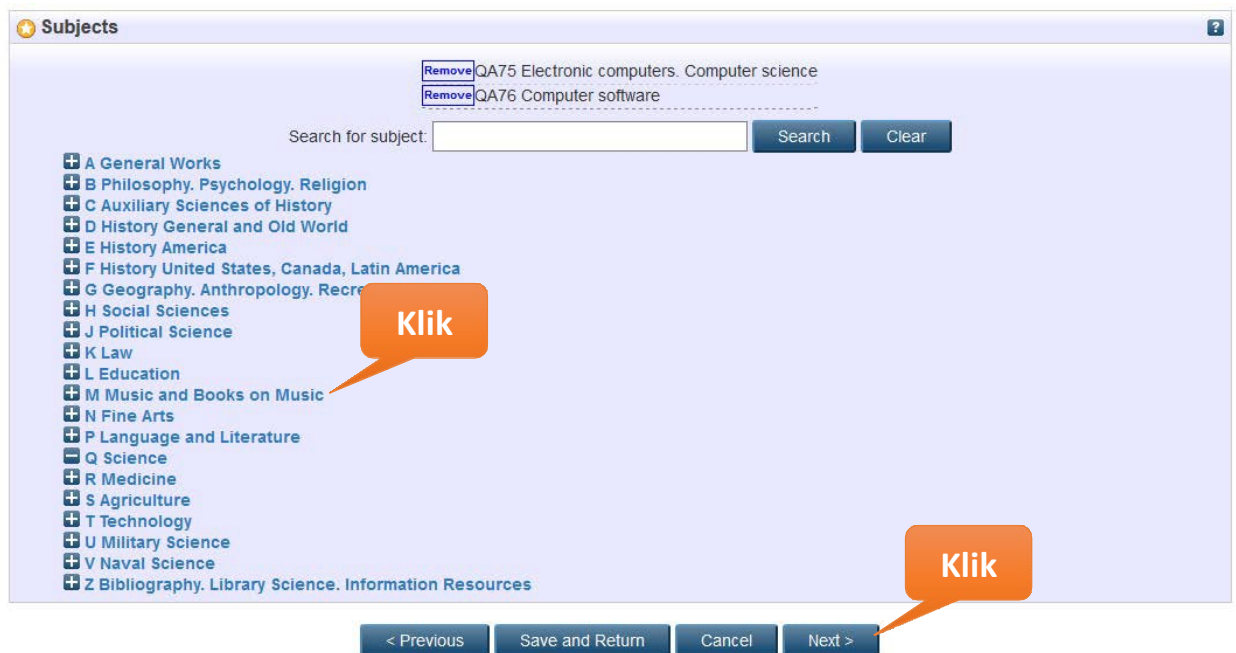 Subjects
?
Remove QA75 Electronic computers. Computer science
Remove QA76 Computer software
Search for subject: Search Clear
A General Works
B Philosophy. Psychology. Religion
C Auxiliary Sciences of History
D History General and Old World
E History America
F History United States, Canada, Latin America
G Geography. Anthropology. Recre
H Social Sciences
Klik
J Political Science
K Law
L Education
M Music and Books on Music
N Fine Arts
P Language and Literature
Q Science
R Medicine
S Agriculture
T Technology
U Military Science
V Naval Science
Klik
Z Bibliography. Library Science. Information Resources
< Previous Save and Return Cancel Next >